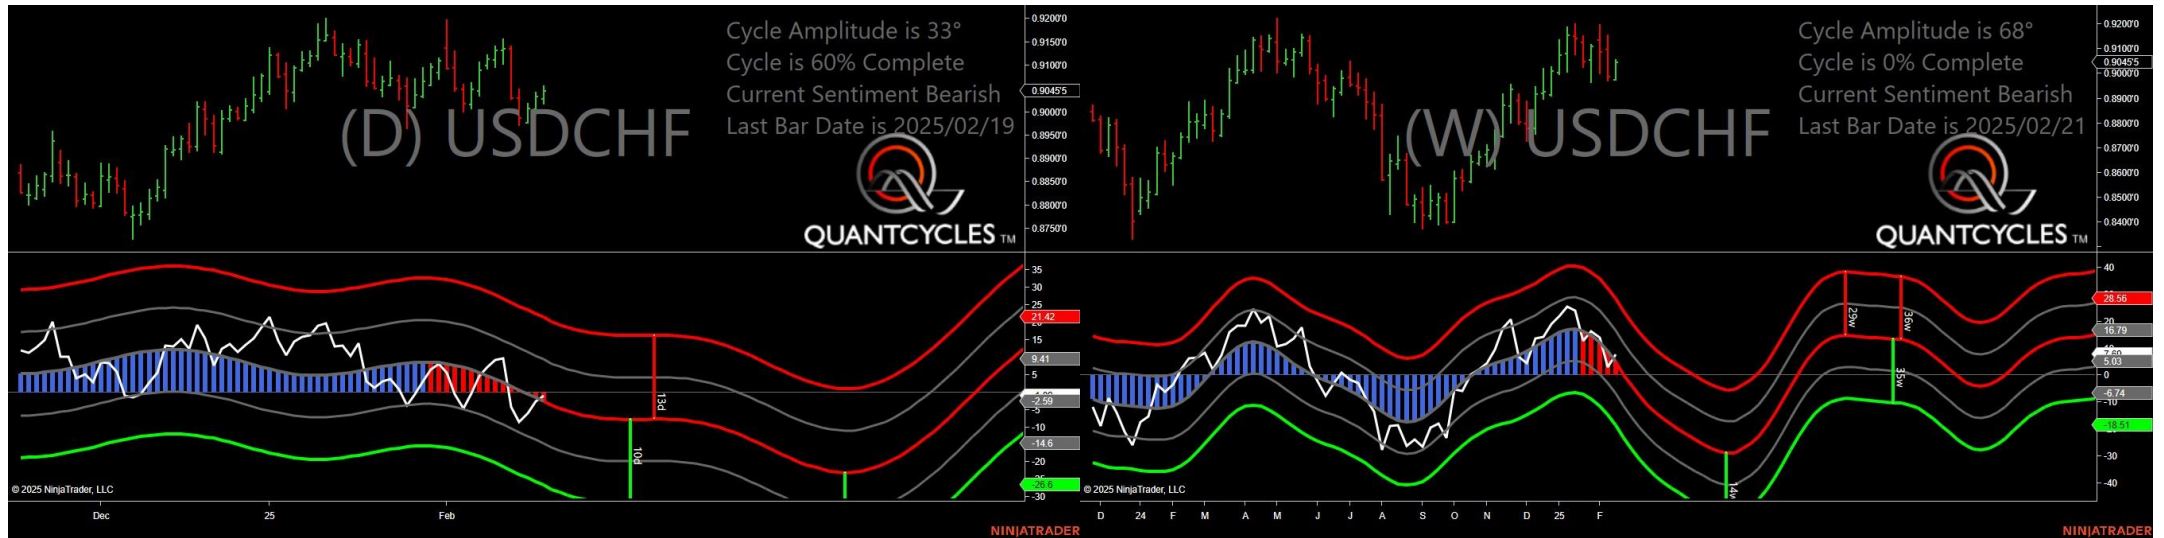 Cycle Amplitude is 33°
Cycle is 60% Complete
Current Sentiment Bearish
Last Bar Date is 2025/02/19
(D) USDCHF
QUANTCYCLES TM
0.9200'0
0.9150'0
0.9100'0
0.9045'5
0.9000'0
0.8950'0
0.8900'0
0.8850'0
0.8800'0
0.8750'0
35
30
25
21.42
15
9.41
5
-2.59
-5
-10
-14.6
-20
-26.6
-30
13d
10d
© 2025 NinjaTrader, LLC
Dec
25
Feb
NINJATRADER
Cycle Amplitude is 68°
Cycle is 0% Complete
Current Sentiment Bearish
Last Bar Date is 2025/02/21
(W) USDCHF
QUANTCYCLES TM
0.9200'0
0.9100'0
0.9045'5
0.9000'0
0.8900'0
0.8800'0
0.8700'0
0.8600'0
0.8500'0
0.8400'0
40
28.56
20
16.79
7.60
5.03
0
-6.74
-10
-18.51
-30
-40
29w
36w
35w
14w
© 2025 NinjaTrader, LLC
D
24
F
M
A
M
J
J
A
S
O
N
D
25
F
NINJATRADER